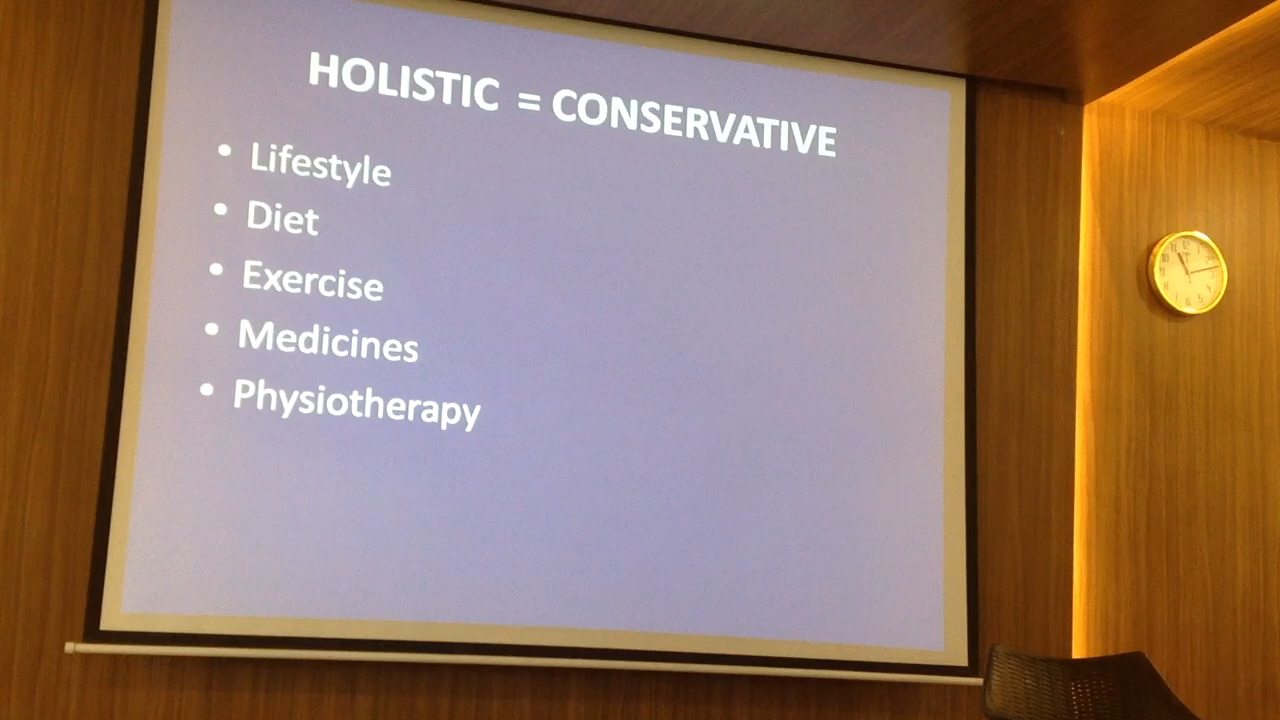 HOLISTIC = CONSERVATIVE
• Lifestyle
• Diet
• Exercise
• Medicines
• Physiotherapy